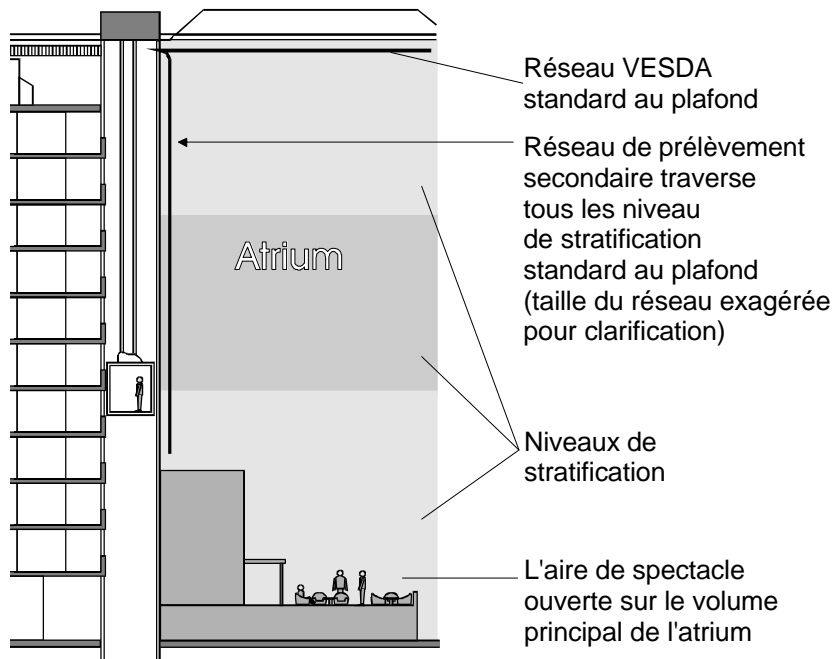 Réseau VESDA
standard au plafond
Réseau de prélèvement
secondaire traverse
tous les niveau
de stratification
standard au plafond
(taille du réseau exagérée
pour clarification)
Atrium
Niveaux de
stratification
L'aire de spectacle
ouverte sur le volume
principal de l'atrium